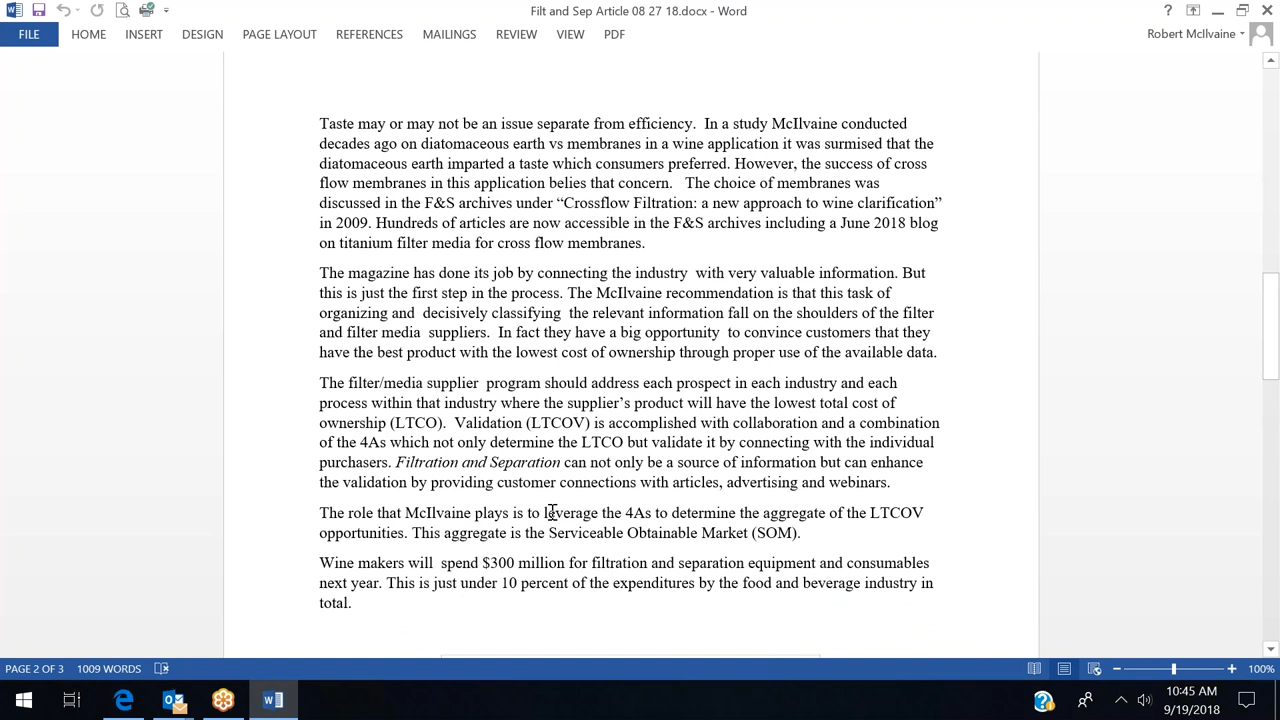 Filt and Sep Article 08 27 18.docx - Word
FILE HOME INSERT DESIGN PAGE LAYOUT REFERENCES MAILINGS REVIEW VIEW PDF Robert McIlvaine
Taste may or may not be an issue separate from efficiency.  In a study McIlvaine conducted
decades ago on diatomaceous earth vs membranes in a wine application it was surmised that the
diatomaceous earth imparted a taste which consumers preferred. However, the success of cross
flow membranes in this application belies that concern.   The choice of membranes was
discussed in the F&S archives under “Crossflow Filtration: a new approach to wine clarification”
in 2009. Hundreds of articles are now accessible in the F&S archives including a June 2018 blog
on titanium filter media for cross flow membranes.
The magazine has done its job by connecting the industry  with very valuable information. But
this is just the first step in the process. The McIlvaine recommendation is that this task of
organizing and  decisively classifying  the relevant information fall on the shoulders of the filter
and filter media  suppliers.  In fact they have a big opportunity  to convince customers that they
have the best product with the lowest cost of ownership through proper use of the available data.
The filter/media supplier  program should address each prospect in each industry and each
process within that industry where the supplier’s product will have the lowest total cost of
ownership (LTCO).  Validation (LTCOV) is accomplished with collaboration and a combination
of the 4As which not only determine the LTCO but validate it by connecting with the individual
purchasers. Filtration and Separation can not only be a source of information but can enhance
the validation by providing customer connections with articles, advertising and webinars.
The role that McIlvaine plays is to leverage the 4As to determine the aggregate of the LTCOV
opportunities. This aggregate is the Serviceable Obtainable Market (SOM).
Wine makers will  spend $300 million for filtration and separation equipment and consumables
next year. This is just under 10 percent of the expenditures by the food and beverage industry in
total.
PAGE 2 OF 3 1009 WORDS 100%
10:45 AM
9/19/2018